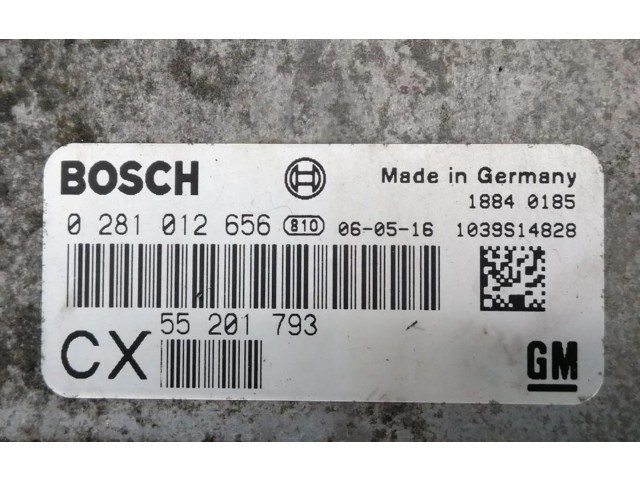 BOSCH Made in Germany
1884 0185
0 281 012 656 810 06-05-16 1039S14828
55 201 793
CX
GM